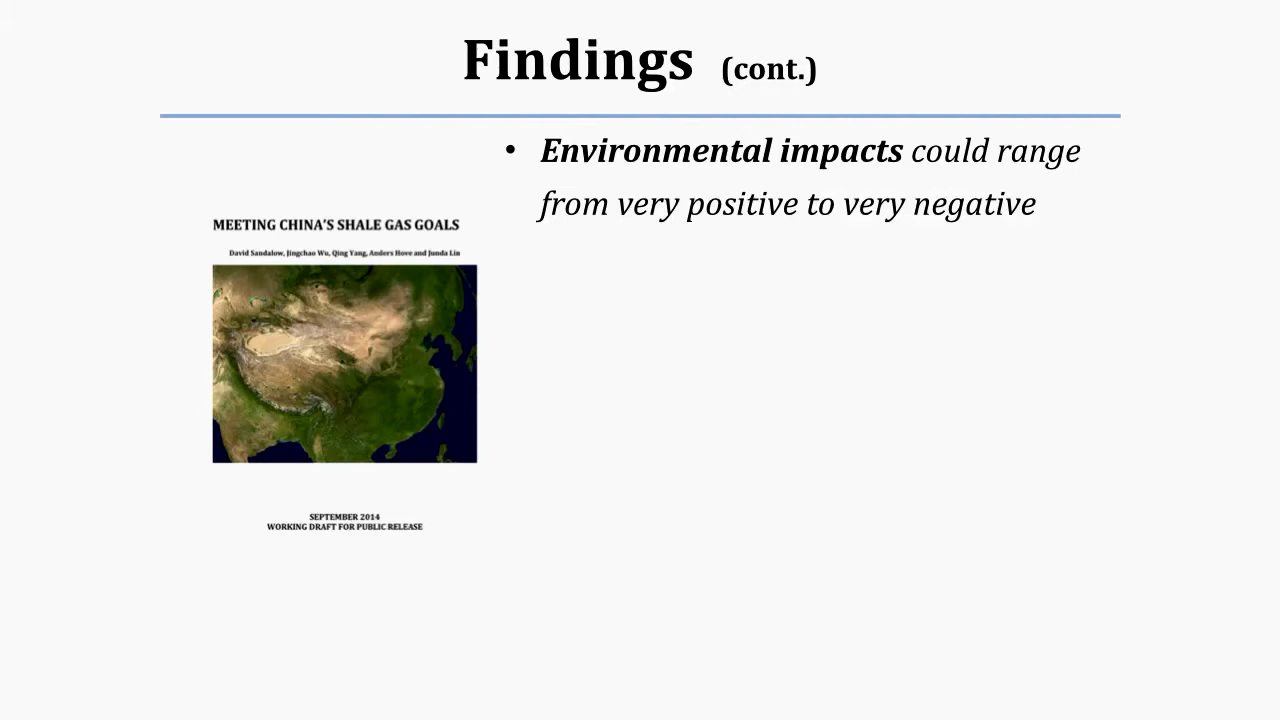 Findings (cont.)
• Environmental impacts could range
from very positive to very negative
MEETING CHINA'S SHALE GAS GOALS
David Sandalow, Jingchao Wu, Qing Yang, Anders Hove and Junda Lin
SEPTEMBER 2014
WORKING DRAFT FOR PUBLIC RELEASE